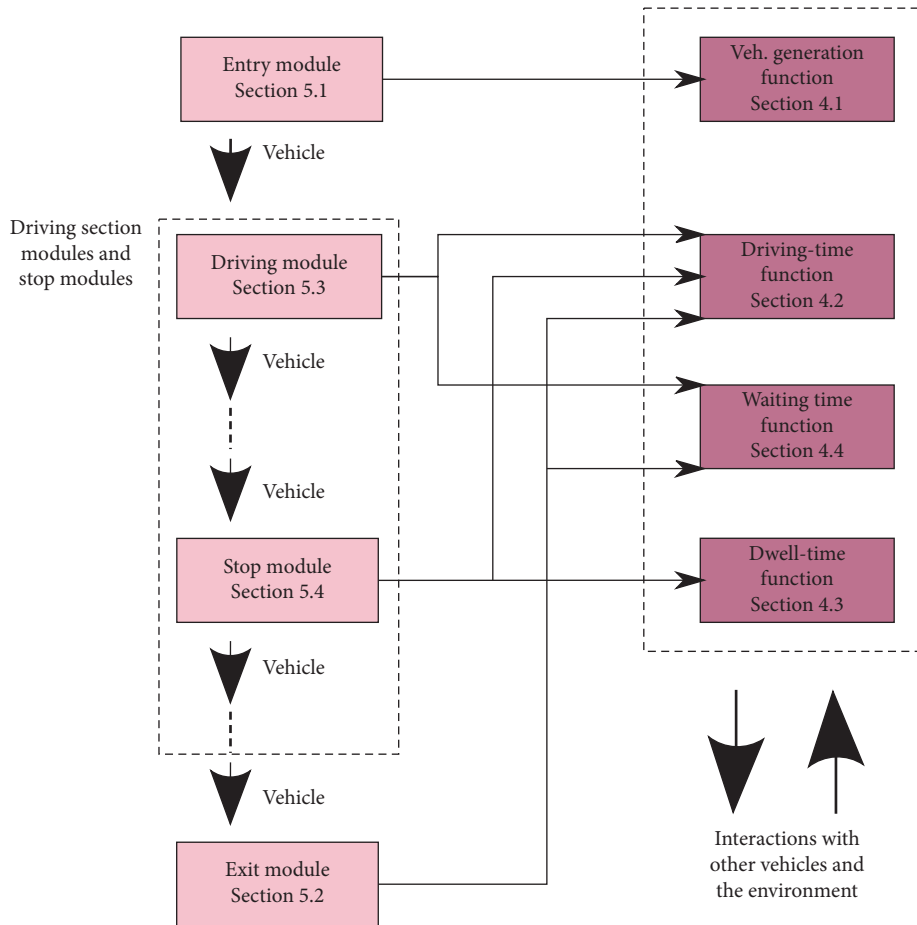 Entry module
Section 5.1
Veh. generation
function
Section 4.1
Vehicle
Driving section
modules and
stop modules
Driving module
Section 5.3
Driving-time
function
Section 4.2
Vehicle
Waiting time
function
Section 4.4
Vehicle
Stop module
Section 5.4
Dwell-time
function
Section 4.3
Vehicle
Vehicle
Exit module
Section 5.2
Interactions with
other vehicles and
the environment